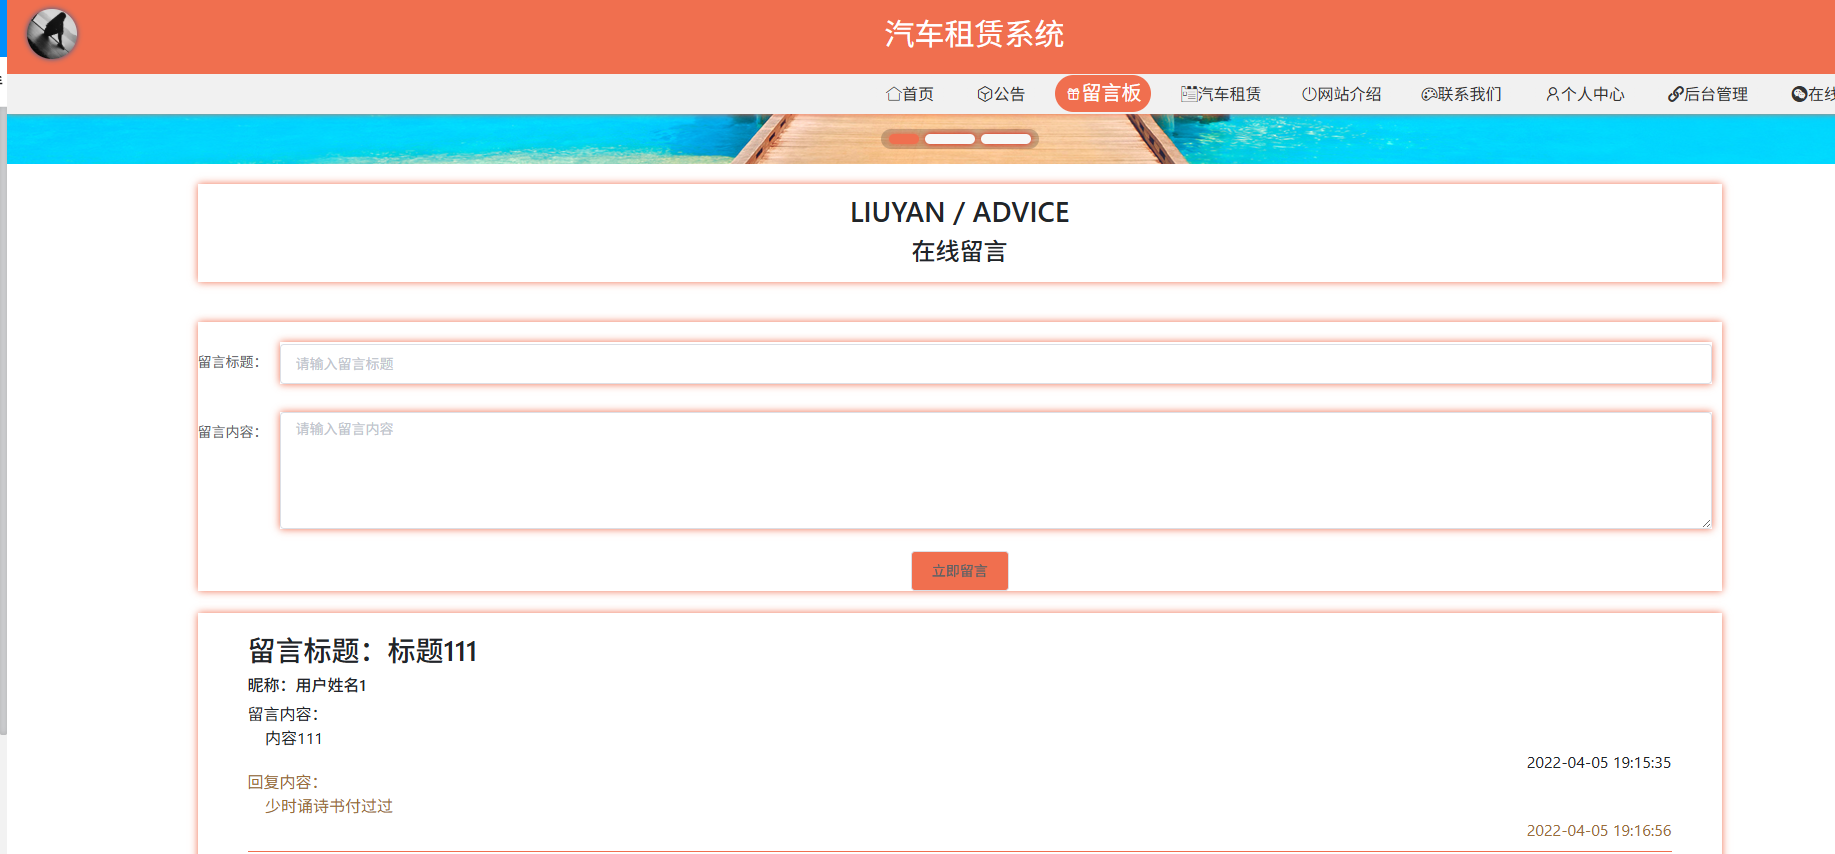 汽车租赁系统
首页 公告 留言板 汽车租赁 网站介绍 联系我们 个人中心 后台管理 在线
LIUYAN / ADVICE
在线留言
留言标题： 请输入留言标题
留言内容： 请输入留言内容
立即留言
留言标题：标题111
昵称：用户姓名1
留言内容：
内容111
2022-04-05 19:15:35
回复内容：
少时诵诗书付过过
2022-04-05 19:16:56